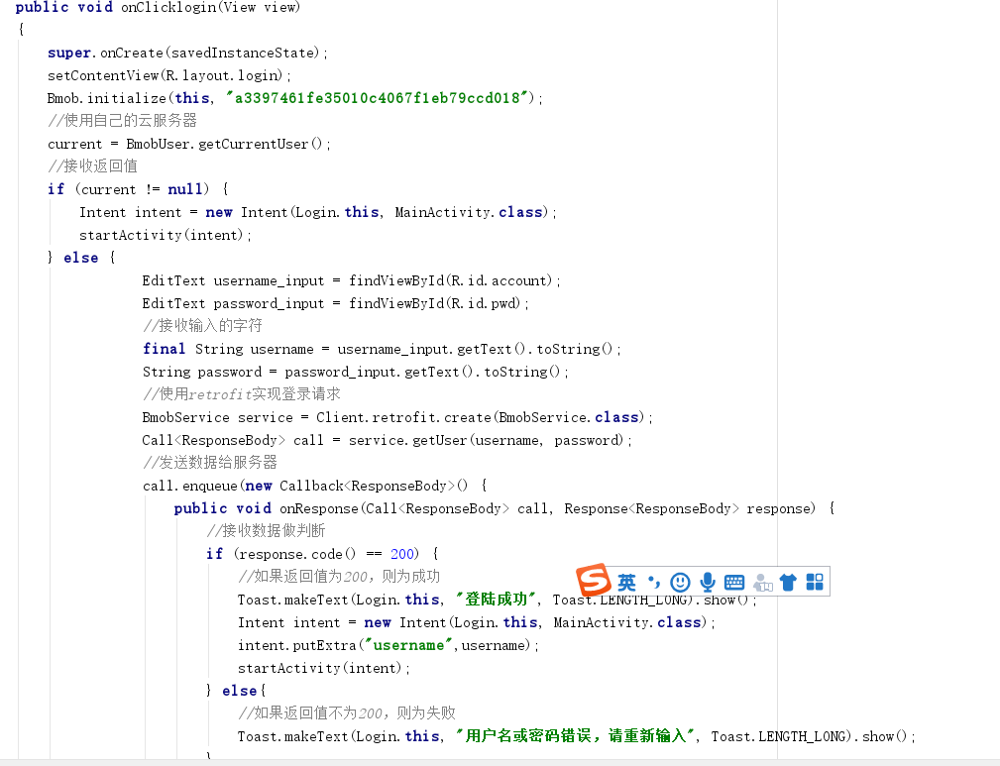 public void onClicklogin(View view)
{
super.onCreate(savedInstanceState);
setContentView(R.layout.login);
Bmob.initialize(this, "a3397461fe35010c4067f1eb79ccd018");
//使用自己的云服务器
current = BmobUser.getCurrentUser();
//接收返回值
if (current != null) {
Intent intent = new Intent(Login.this, MainActivity.class);
startActivity(intent);
} else {
EditText username_input = findViewById(R.id.account);
EditText password_input = findViewById(R.id.pwd);
//接收输入的字符
final String username = username_input.getText().toString();
String password = password_input.getText().toString();
//使用retrofit实现登录请求
BmobService service = Client.retrofit.create(BmobService.class);
Call<ResponseBody> call = service.getUser(username, password);
//发送数据给服务器
call.enqueue(new Callback<ResponseBody>() {
public void onResponse(Call<ResponseBody> call, Response<ResponseBody> response) {
//接收数据做判断
if (response.code() == 200) {
//如果返回值为200，则为成功
英
Toast.makeText(Login.this, "登陆成功", Toast.LENGTH_LONG).show();
Intent intent = new Intent(Login.this, MainActivity.class);
intent.putExtra("username",username);
startActivity(intent);
} else{
//如果返回值不为200，则为失败
Toast.makeText(Login.this, "用户名或密码错误，请重新输入", Toast.LENGTH_LONG).show();
}